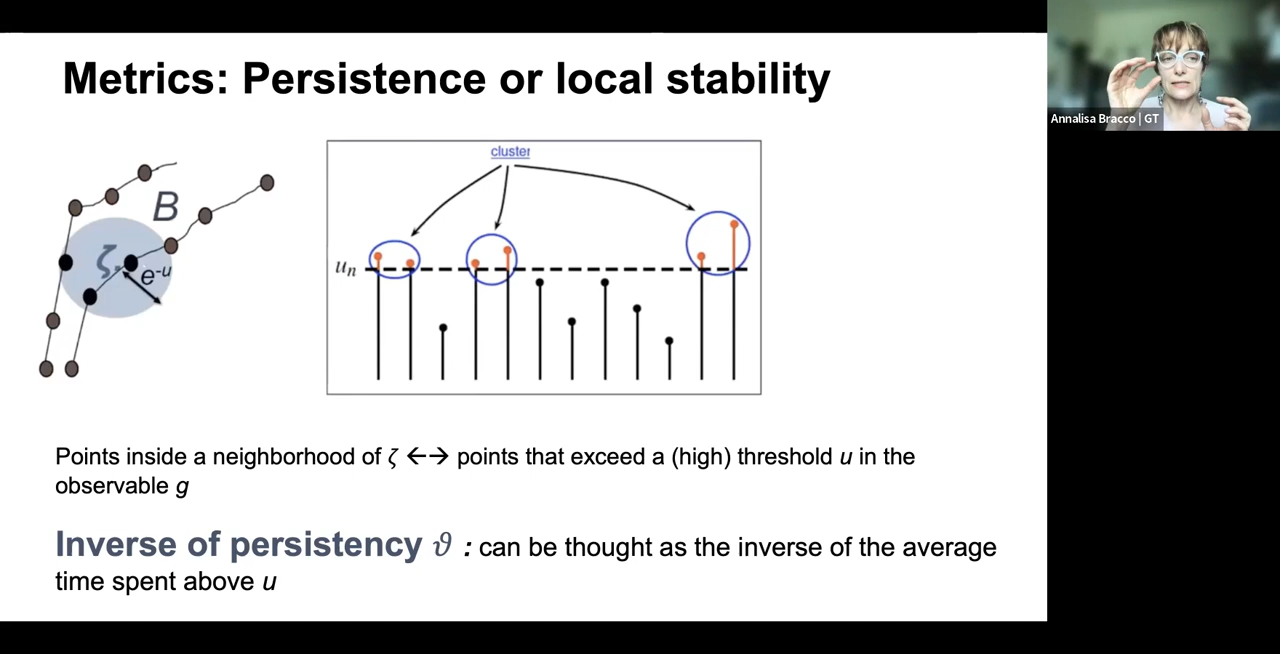 Metrics: Persistence or local stability
Annalisa Bracco | GT
B
ζ
e-u
cluster
un
Points inside a neighborhood of ζ ←→ points that exceed a (high) threshold u in the
observable g
Inverse of persistency ϑ : can be thought as the inverse of the average
time spent above u